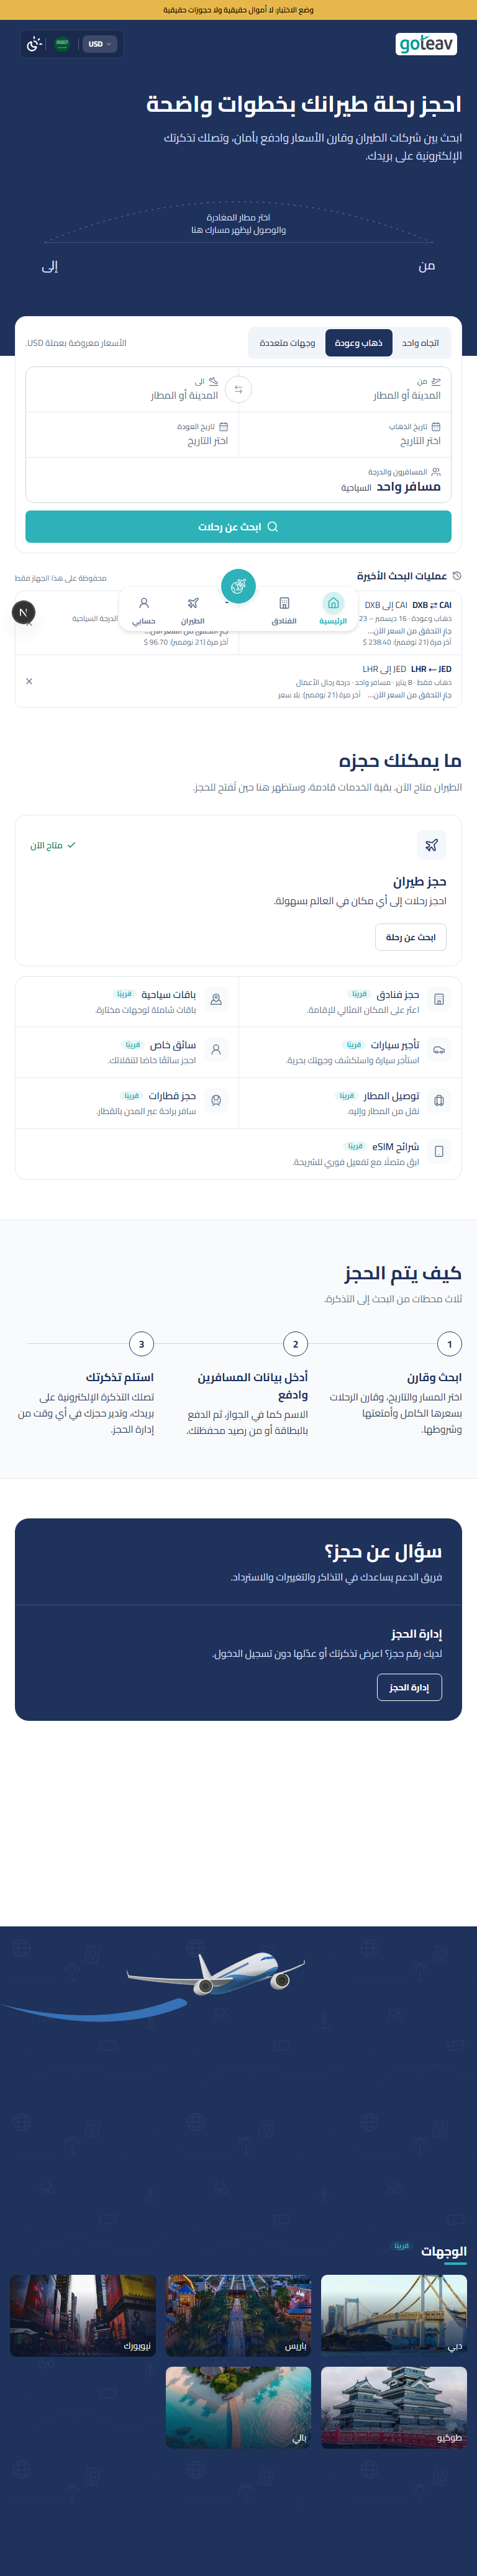 وضع الاختبار: لا أموال حقيقية ولا حجوزات حقيقية
goteav
USD
احجز رحلة طيرانك بخطوات واضحة
ابحث بين شركات الطيران وقارن الأسعار وادفع بأمان، وتصلك تذكرتك
الإلكترونية على بريدك.
اختر مطار المغادرة
والوصول ليظهر مسارك هنا
من
إلى
اتجاه واحد
ذهاب وعودة
وجهات متعددة
الأسعار معروضة بعملة USD.
من
المدينة أو المطار
الى
المدينة أو المطار
تاريخ الذهاب
اختر التاريخ
تاريخ العودة
اختر التاريخ
المسافرون والدرجة
مسافر واحد السياحية
ابحث عن رحلات
عمليات البحث الأخيرة
محفوظة على هذا الجهاز فقط
DXB ⇄ CAI CAI إلى DXB
ذهاب وعودة · 16 ديسمبر – 23
جارٍ التحقق من السعر الآن...
آخر مرة (21 نوفمبر): 238.40 $
الدرجة السياحية
آخر مرة (21 نوفمبر): 96.70 $
الرئيسية
الفنادق
الطيران
حسابي
N
LHR ← JED JED إلى LHR
ذهاب فقط · 8 يناير · مسافر واحد · درجة رجال الأعمال
جارٍ التحقق من السعر الآن... آخر مرة (21 نوفمبر): بلا سعر
ما يمكنك حجزه
الطيران متاح الآن. بقية الخدمات قادمة، وستظهر هنا حين تُفتح للحجز.
متاح الآن
حجز طيران
احجز رحلات إلى أي مكان في العالم بسهولة.
ابحث عن رحلة
حجز فنادق قريبًا
اعثر على المكان المثالي للإقامة.
باقات سياحية قريبًا
باقات شاملة لوجهات مختارة.
تأجير سيارات قريبًا
استأجر سيارة واستكشف وجهتك بحرية.
سائق خاص قريبًا
احجز سائقًا خاصًا لتنقلاتك.
توصيل المطار قريبًا
نقل من المطار وإليه.
حجز قطارات قريبًا
سافر براحة عبر المدن بالقطار.
شرائح eSIM قريبًا
ابقَ متصلًا مع تفعيل فوري للشريحة.
كيف يتم الحجز
ثلاث محطات من البحث إلى التذكرة.
1
ابحث وقارن
اختر المسار والتاريخ، وقارن الرحلات
بسعرها الكامل وأمتعتها
وشروطها.
2
أدخل بيانات المسافرين
وادفع
الاسم كما في الجواز، ثم الدفع
بالبطاقة أو من رصيد محفظتك.
3
استلم تذكرتك
تصلك التذكرة الإلكترونية على
بريدك، وتدير حجزك في أي وقت من
إدارة الحجز.
سؤال عن حجز؟
فريق الدعم يساعدك في التذاكر والتغييرات والاسترداد.
إدارة الحجز
لديك رقم حجز؟ اعرض تذكرتك أو عدّلها دون تسجيل الدخول.
إدارة الحجز
الوجهات قريبًا
دبي
باريس
نيويورك
طوكيو
بالي